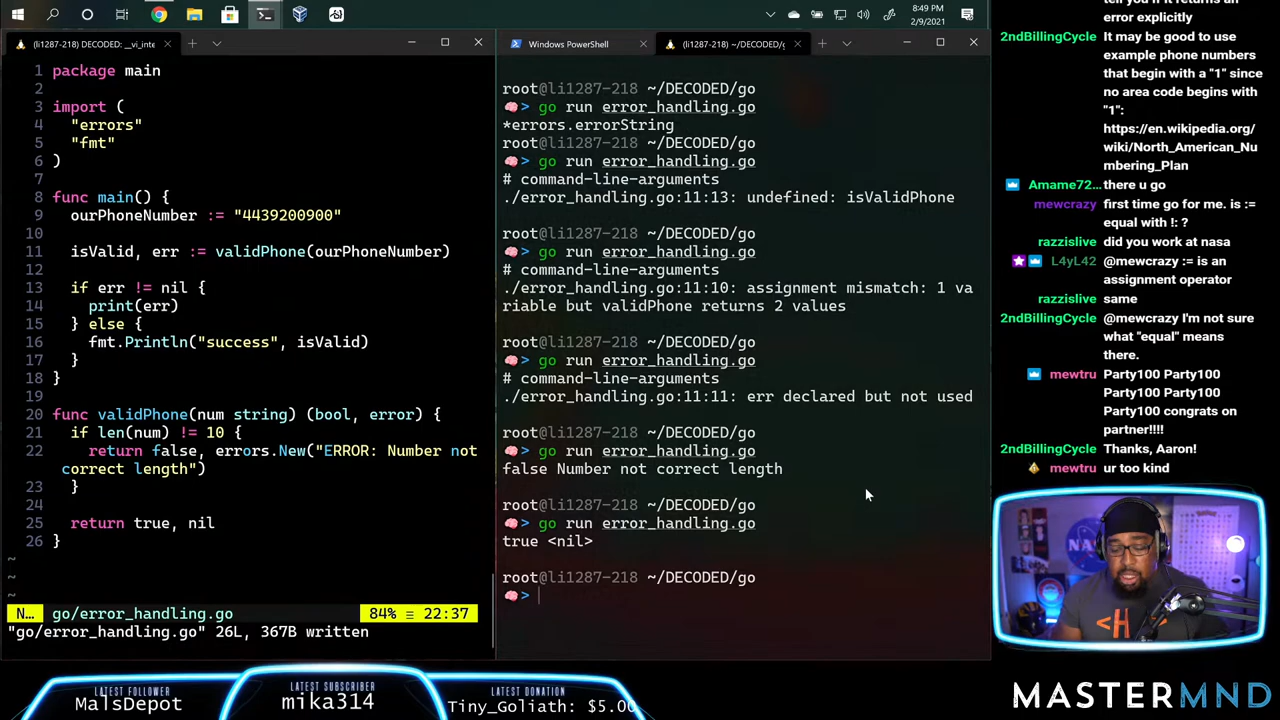 8:49 PM
2/9/2021
(li1287-218) DECODED: __vi_inte
Windows PowerShell
(li1287-218) ~/DECODED/g
1 package main
2
3 import (
4 "errors"
5 "fmt"
6 )
7
8 func main() {
9 ourPhoneNumber := "4439200900"
10
11 isValid, err := validPhone(ourPhoneNumber)
12
13 if err != nil {
14 print(err)
15 } else {
16 fmt.Println("success", isValid)
17 }
18 }
19
20 func validPhone(num string) (bool, error) {
21 if len(num) != 10 {
22 return false, errors.New("ERROR: Number not
correct length")
23 }
24
25 return true, nil
26 }
~
~
~
N… go/error_handling.go 84% ≡ 22:37
"go/error_handling.go" 26L, 367B written
root@li1287-218 ~/DECODED/go
🧠> go run error_handling.go
*errors.errorString
root@li1287-218 ~/DECODED/go
🧠> go run error_handling.go
# command-line-arguments
./error_handling.go:11:13: undefined: isValidPhone
root@li1287-218 ~/DECODED/go
🧠> go run error_handling.go
# command-line-arguments
./error_handling.go:11:10: assignment mismatch: 1 va
riable but validPhone returns 2 values
root@li1287-218 ~/DECODED/go
🧠> go run error_handling.go
# command-line-arguments
./error_handling.go:11:11: err declared but not used
root@li1287-218 ~/DECODED/go
🧠> go run error_handling.go
false Number not correct length
root@li1287-218 ~/DECODED/go
🧠> go run error_handling.go
true <nil>
root@li1287-218 ~/DECODED/go
🧠>
tell you if it returns an
error explicitly
2ndBillingCycle
It may be good to use
example phone numbers
that begin with a "1" since
no area code begins with
"1":
https://en.wikipedia.org/
wiki/North_American_Nu
mbering_Plan
Amame72… there u go
mewcrazy first time go for me. is :=
equal with !: ?
razzislive did you work at nasa
L4yL42 @mewcrazy := is an
assignment operator
razzislive same
2ndBillingCycle @mewcrazy I'm not sure
what "equal" means
there.
mewtru Party100 Party100
Party100 Party100
Party100 congrats on
partner!!!!
2ndBillingCycle Thanks, Aaron!
mewtru ur too kind
NASA
<H
LATEST FOLLOWER
MalsDepot
LATEST SUBSCRIBER
mika314
LATEST DONATION
Tiny_Goliath: $5.00
MASTERMND